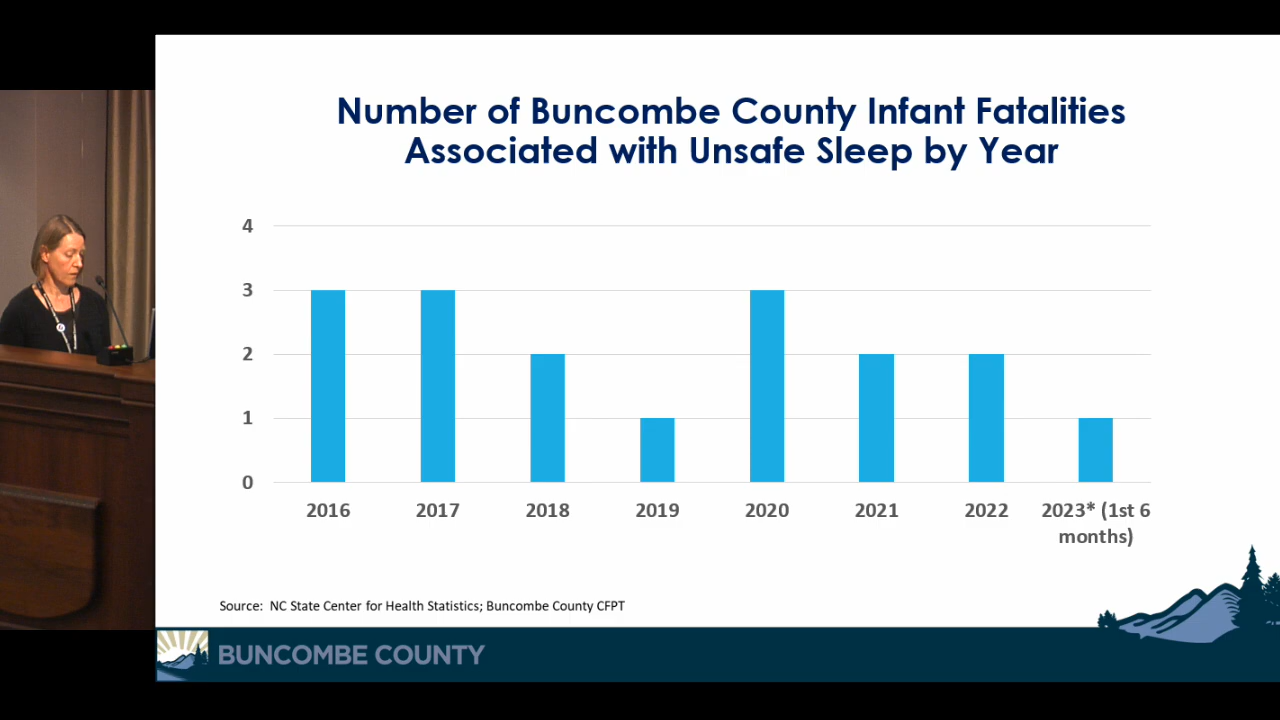 Number of Buncombe County Infant Fatalities
Associated with Unsafe Sleep by Year
4
3
2
1
0
2016
2017
2018
2019
2020
2021
2022
2023* (1st 6
months)
Source: NC State Center for Health Statistics; Buncombe County CFPT
BUNCOMBE COUNTY